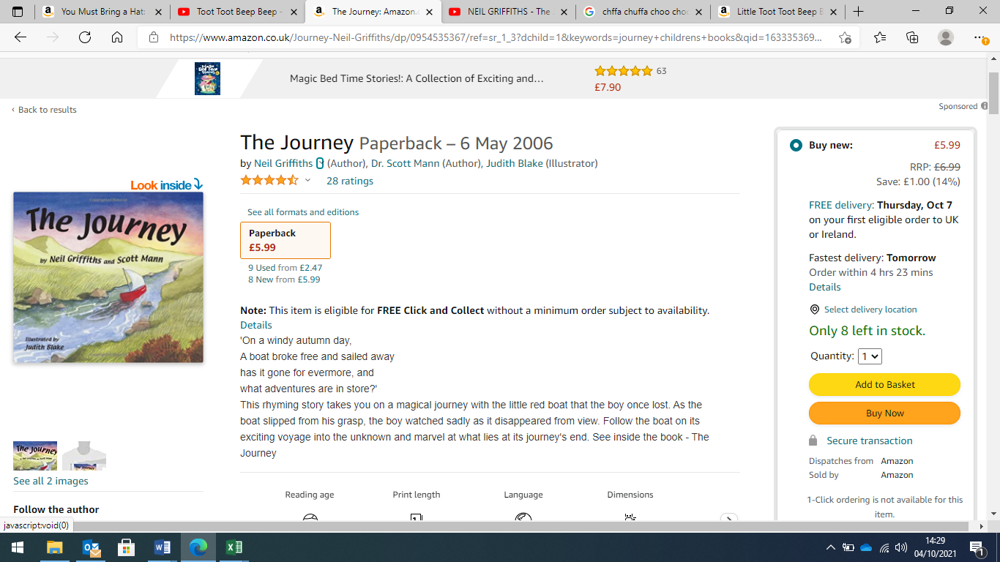 You Must Bring a Hat:
Toot Toot Beep Beep -
The Journey: Amazon.c
NEIL GRIFFITHS - The
chffa chuffa choo choo
Little Toot Toot Beep B
https://www.amazon.co.uk/Journey-Neil-Griffiths/dp/0954535367/ref=sr_1_3?dchild=1&keywords=journey+childrens+books&qid=163335369...
Magic Bed Time Stories!: A Collection of Exciting and...
63
£7.90
‹ Back to results
Sponsored
The Journey Paperback – 6 May 2006
by Neil Griffiths (Author), Dr. Scott Mann (Author), Judith Blake (Illustrator)
28 ratings
Look inside
The Journey
by Neil Griffiths and Scott Mann
Illustrated by
Judith Blake
See all 2 images
Follow the author
javascript:void(0)
See all formats and editions
Paperback
£5.99
9 Used from £2.47
8 New from £5.99
Note: This item is eligible for FREE Click and Collect without a minimum order subject to availability.
Details
'On a windy autumn day,
A boat broke free and sailed away
has it gone for evermore, and
what adventures are in store?'
This rhyming story takes you on a magical journey with the little red boat that the boy once lost. As the
boat slipped from his grasp, the boy watched sadly as it disappeared from view. Follow the boat on its
exciting voyage into the unknown and marvel at what lies at its journey's end. See inside the book - The
Journey
Reading age
Print length
Language
Dimensions
Buy new:
£5.99
RRP: £6.99
Save: £1.00 (14%)
FREE delivery: Thursday, Oct 7
on your first eligible order to UK
or Ireland.
Fastest delivery: Tomorrow
Order within 4 hrs 23 mins
Details
Select delivery location
Only 8 left in stock.
Quantity: 1
Add to Basket
Buy Now
Secure transaction
Dispatches from Amazon
Sold by Amazon
1-Click ordering is not available for this
item.
14:29
04/10/2021